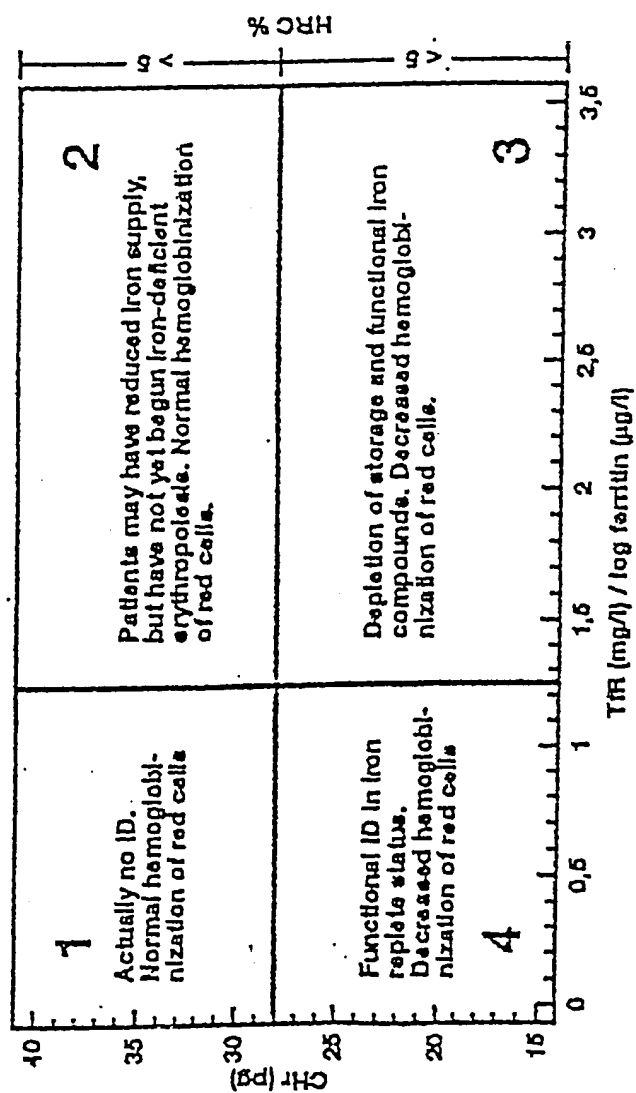 CHr (pg)
40
35
30
25
20
15
1
Actually no ID.
Normal hemoglobi-
nization of red cells
2
Patients may have reduced iron supply,
but have not yet begun iron-deficient
erythropoiesis. Normal hemoglobinization
of red cells.
Functional ID in iron
replete status.
Decreased hemoglobi-
nization of red cells
4
Depletion of storage and functional iron
compounds. Decreased hemoglobi-
nization of red cells.
3
< 5
> 5
HRC %
0 0,5 1 1,5 2 2,5 3 3,5
TfR (mg/l) / log ferritin (µg/l)